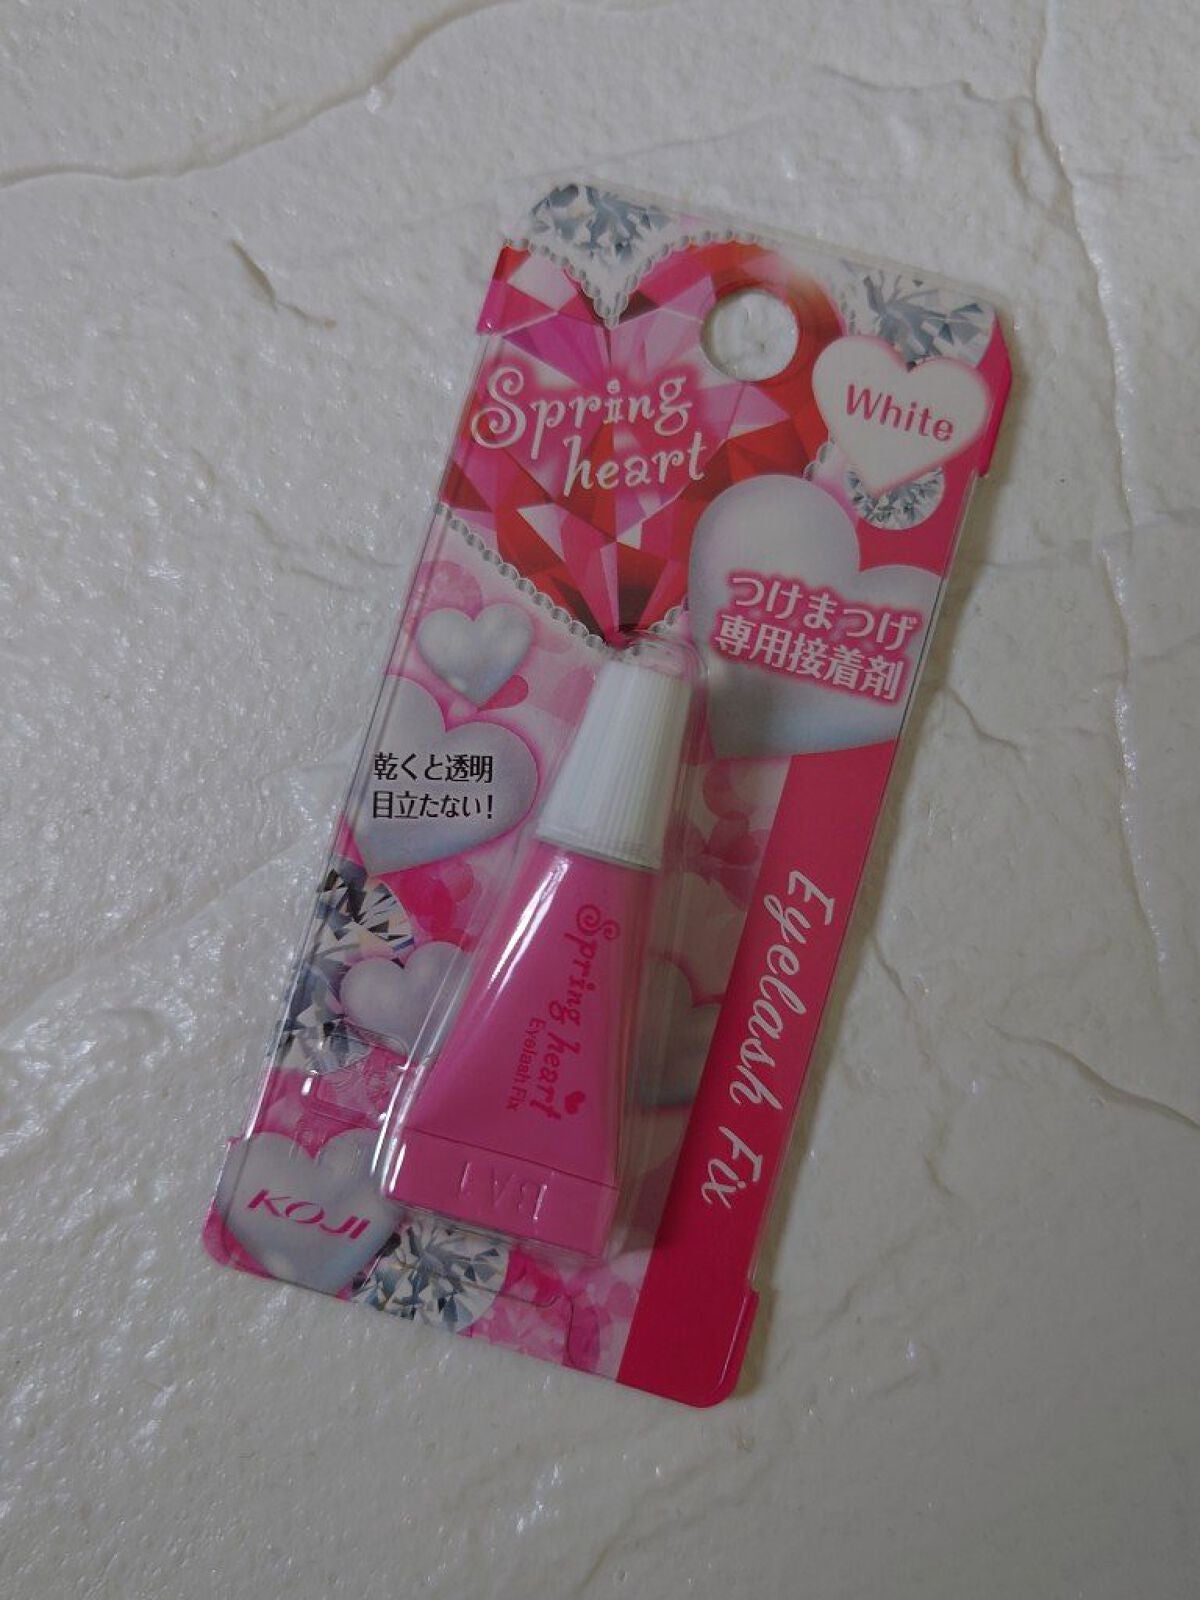 Spring
heart
White
つけまつげ
専用接着剤
乾くと透明
目立たない!
Spring heart
Eyelash Fix
Eyelash Fix
KOJI